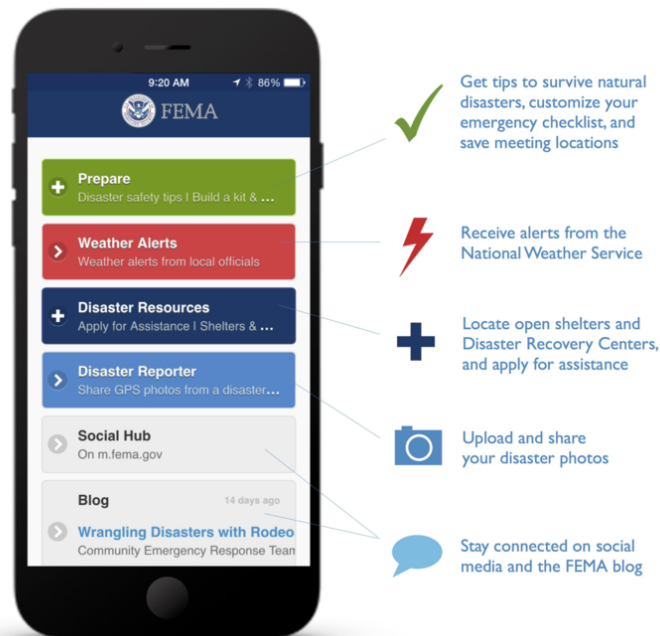 9:20 AM
86%
FEMA
Prepare
Disaster safety tips | Build a kit & ...
Weather Alerts
Weather alerts from local officials
Disaster Resources
Apply for Assistance | Shelters & ...
Disaster Reporter
Share GPS photos from a disaster...
Social Hub
On m.fema.gov
Blog
14 days ago
Wrangling Disasters with Rodeo
Community Emergency Response Team
Get tips to survive natural
disasters, customize your
emergency checklist, and
save meeting locations
Receive alerts from the
National Weather Service
Locate open shelters and
Disaster Recovery Centers,
and apply for assistance
Upload and share
your disaster photos
Stay connected on social
media and the FEMA blog